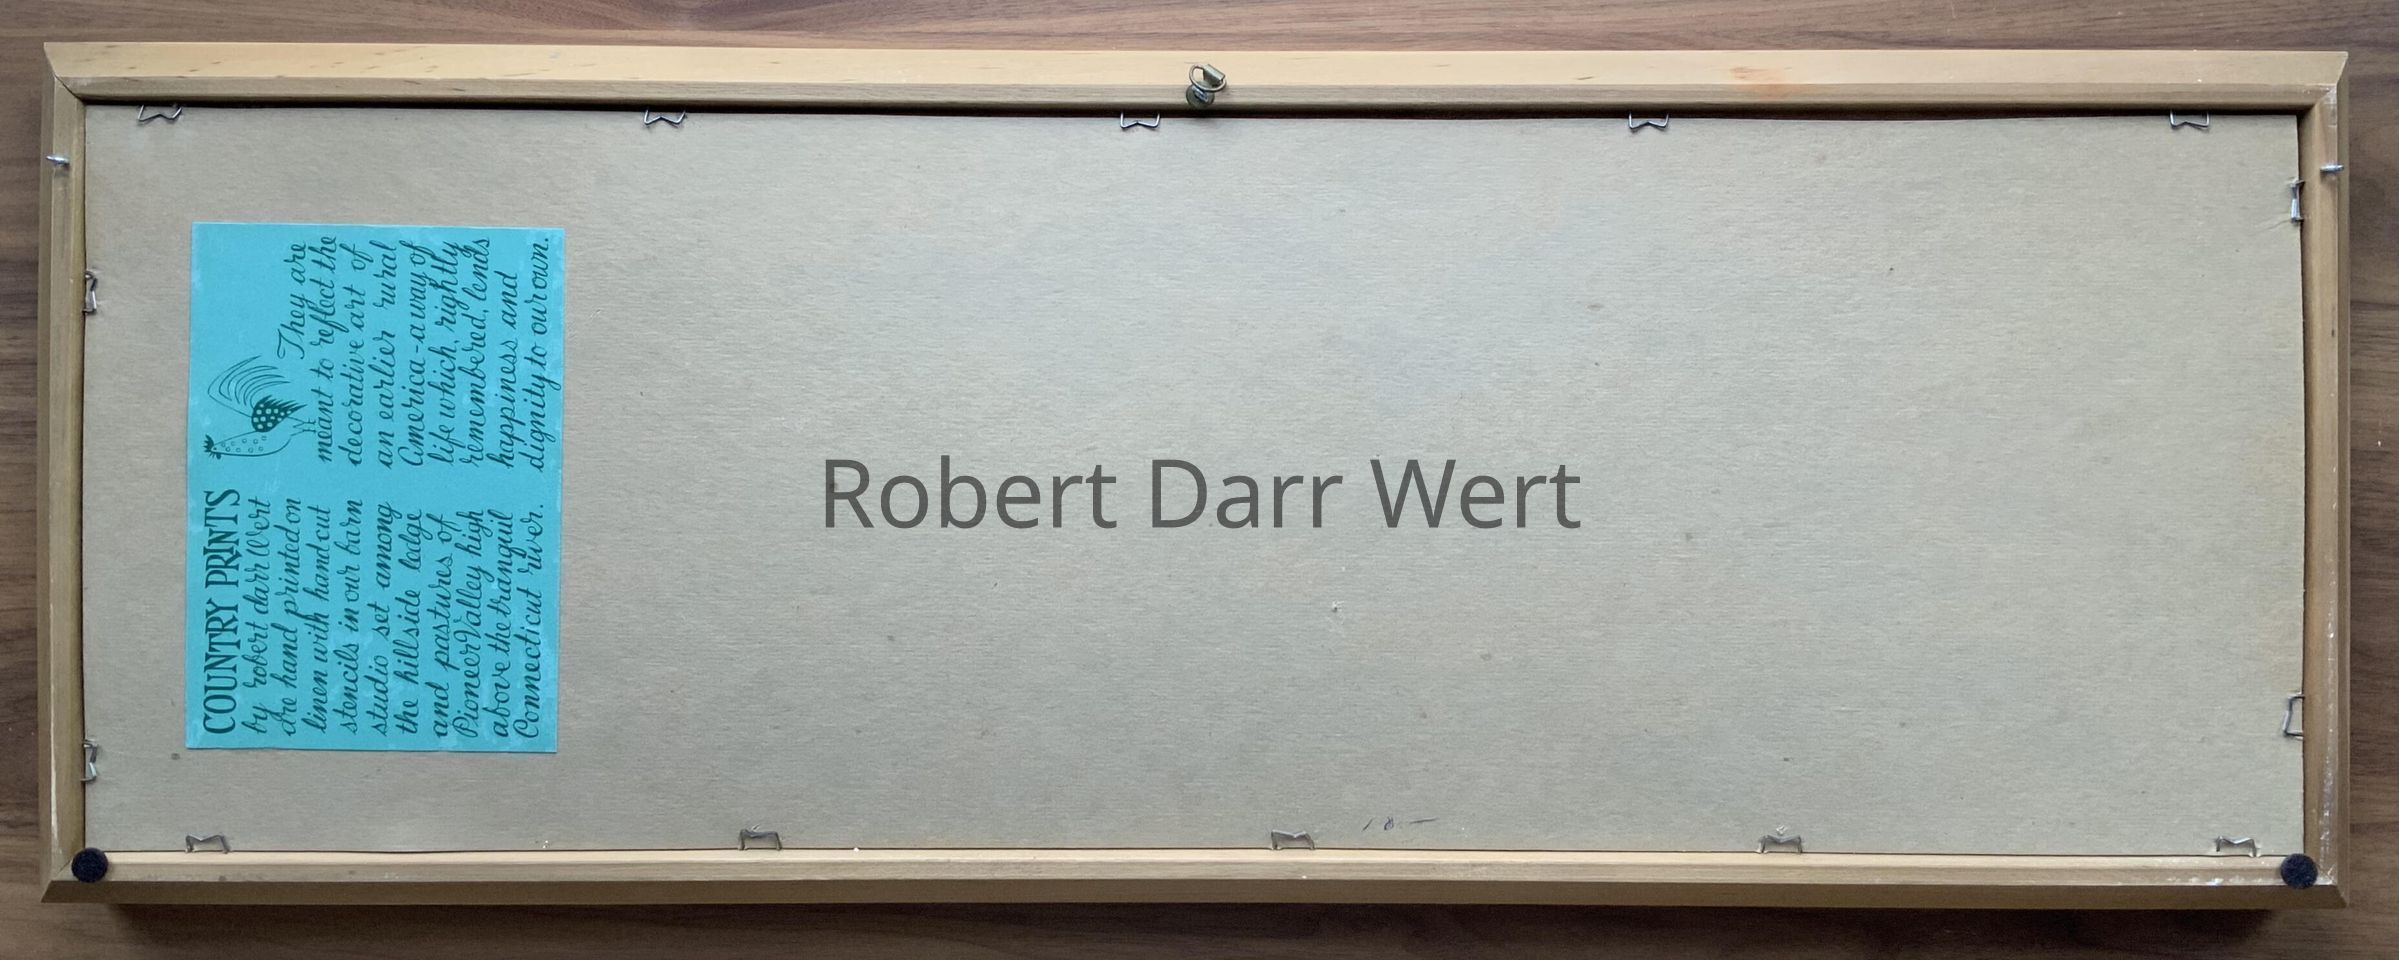 COUNTRY PRINTS
by robert darr Wert
are hand printed on
linen with hand cut
stencils in our barn
studio set among
the hillside ledge
and pastures of
Pioneer Valley high
above the tranquil
Connecticut river.
They are
meant to reflect the
decorative art of
an earlier rural
America-a way of
life which, rightly
remembered, lends
happiness and
dignity to our own.
Robert Darr Wert